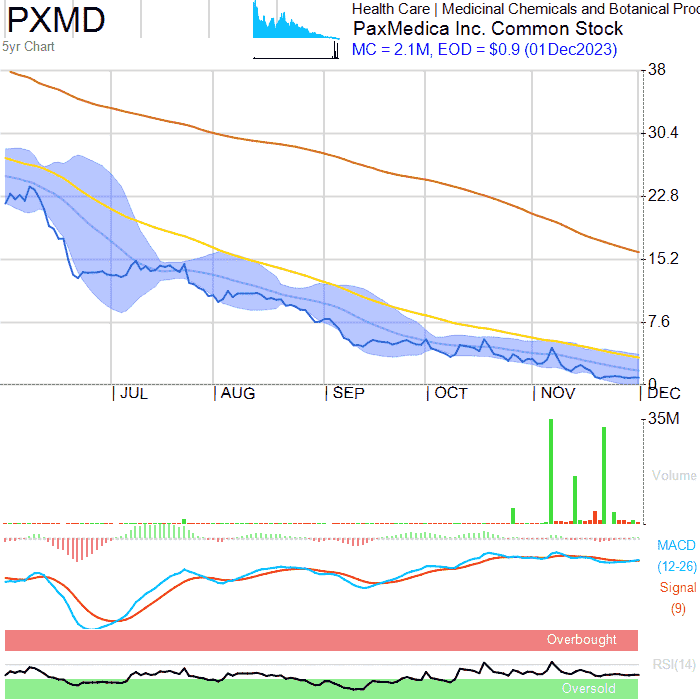 PXMD
5yr Chart
Health Care | Medicinal Chemicals and Botanical Proc
PaxMedica Inc. Common Stock
MC = 2.1M, EOD = $0.9 (01Dec2023)
38
30.4
22.8
15.2
7.6
0
JUL AUG SEP OCT NOV DEC
35M
Volume
MACD
(12-26)
Signal
(9)
Overbought
RSI(14)
Oversold